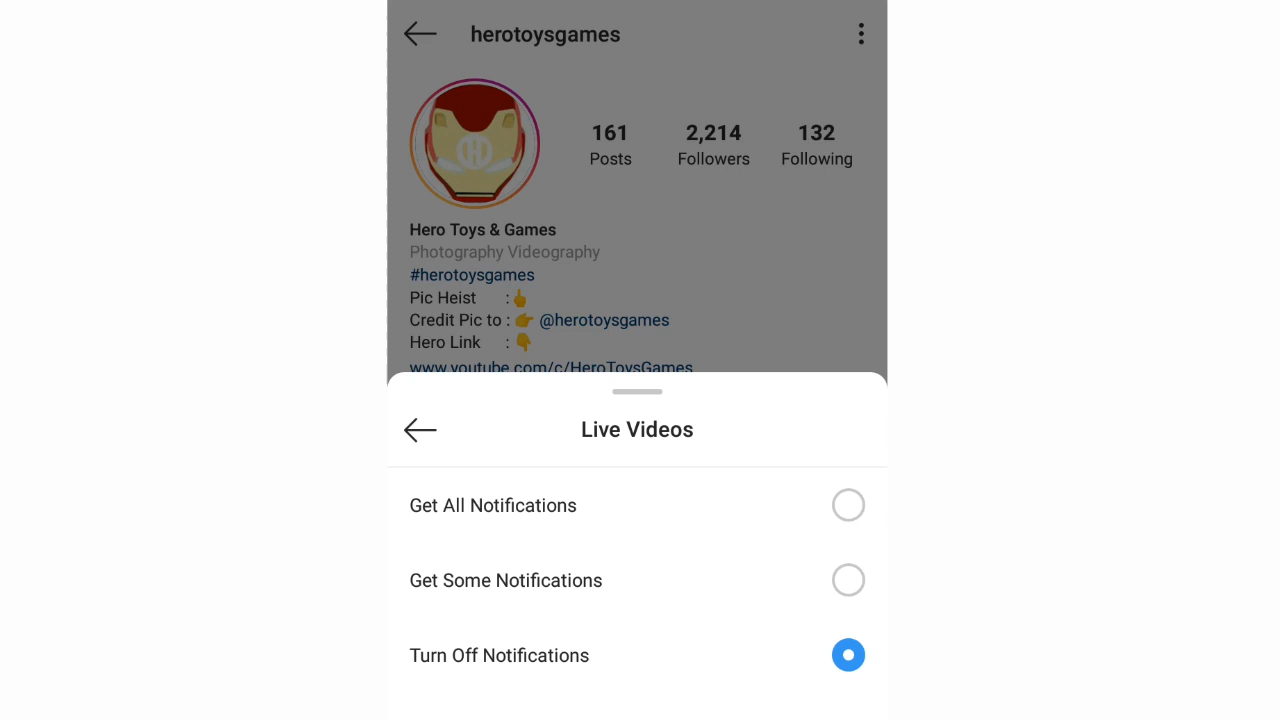 herotoysgames
161 2,214 132
Posts Followers Following
Hero Toys & Games
Photography Videography
#herotoysgames
Pic Heist :👆
Credit Pic to : 👉 @herotoysgames
Hero Link : 👇
www.youtube.com/c/HeroToysGames
Live Videos
Get All Notifications
Get Some Notifications
Turn Off Notifications